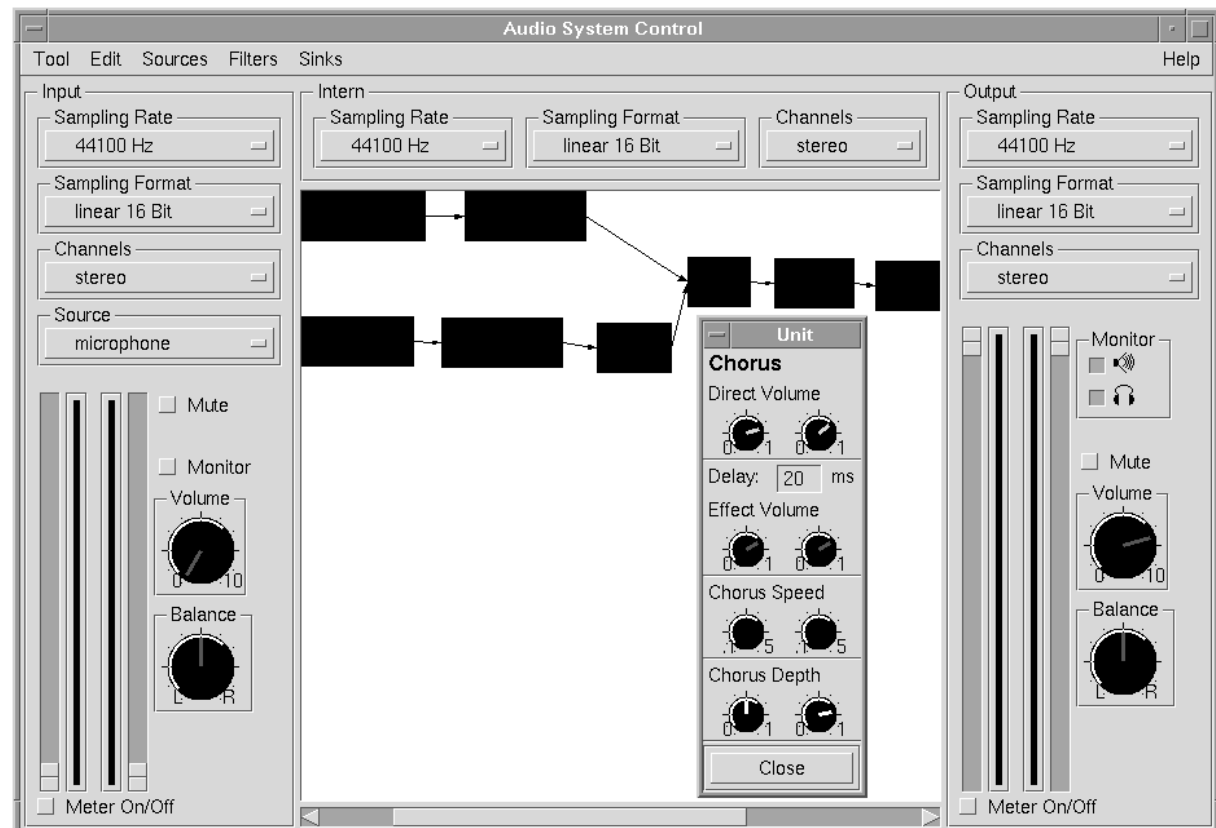 Audio System Control
Tool Edit Sources Filters Sinks Help
Input
Sampling Rate
44100 Hz
Sampling Format
linear 16 Bit
Channels
stereo
Source
microphone
Mute
Monitor
Volume
0 10
Balance
L R
Meter On/Off
Intern
Sampling Rate
44100 Hz
Sampling Format
linear 16 Bit
Channels
stereo
Unit
Chorus
Direct Volume
0 1 0 1
Delay: 20 ms
Effect Volume
0 1 0 1
Chorus Speed
.1 5 .1 5
Chorus Depth
0 1 0 1
Close
Output
Sampling Rate
44100 Hz
Sampling Format
linear 16 Bit
Channels
stereo
Monitor
Mute
Volume
0 10
Balance
L R
Meter On/Off